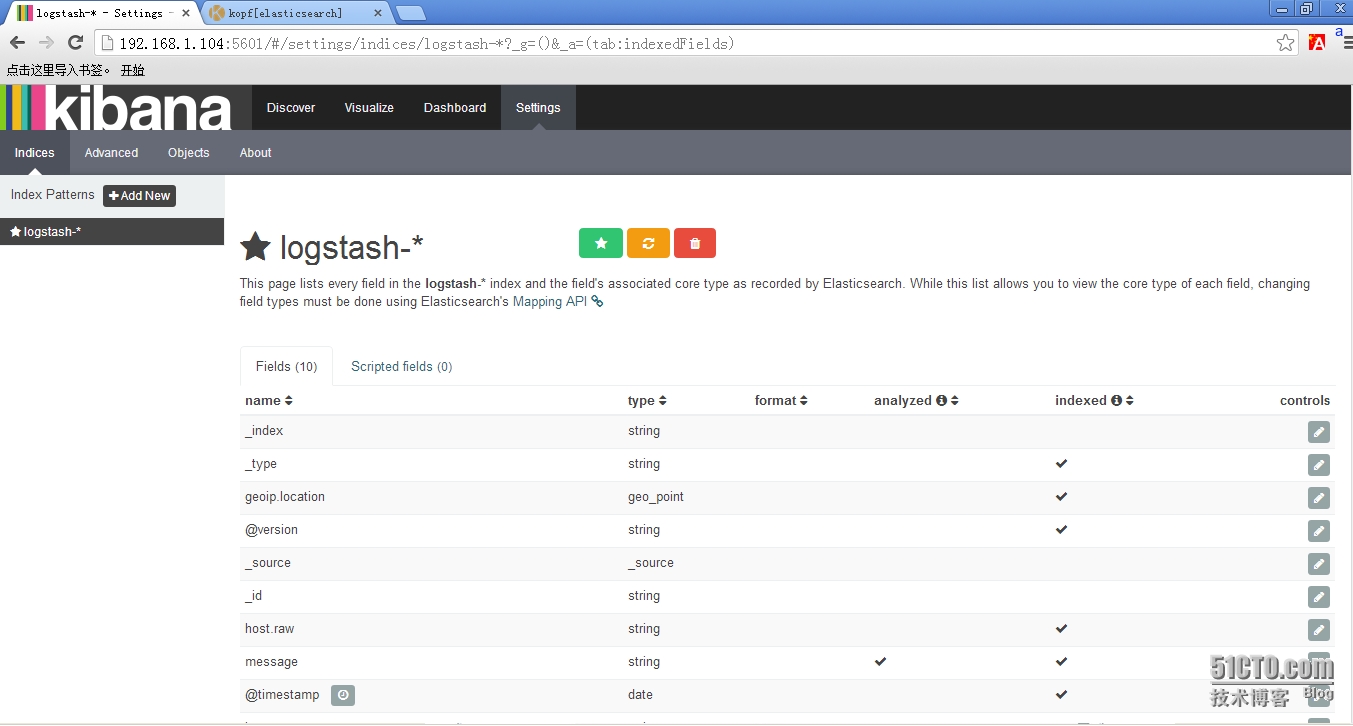 logstash-* - Settings -
kopf[elasticsearch]
192.168.1.104:5601/#/settings/indices/logstash-*?_g=()&_a=(tab:indexedFields)
点击这里导入书签。 开始
kibana Discover Visualize Dashboard Settings
Indices Advanced Objects About
Index Patterns Add New
logstash-*
logstash-*
This page lists every field in the logstash-* index and the field's associated core type as recorded by Elasticsearch. While this list allows you to view the core type of each field, changing
field types must be done using Elasticsearch's Mapping API
Fields (10) Scripted fields (0)
name type format analyzed indexed controls
_index string
_type string
geoip.location geo_point
@version string
_source _source
_id string
host.raw string
message string
@timestamp date
51CTO.com
技术博客 Blog